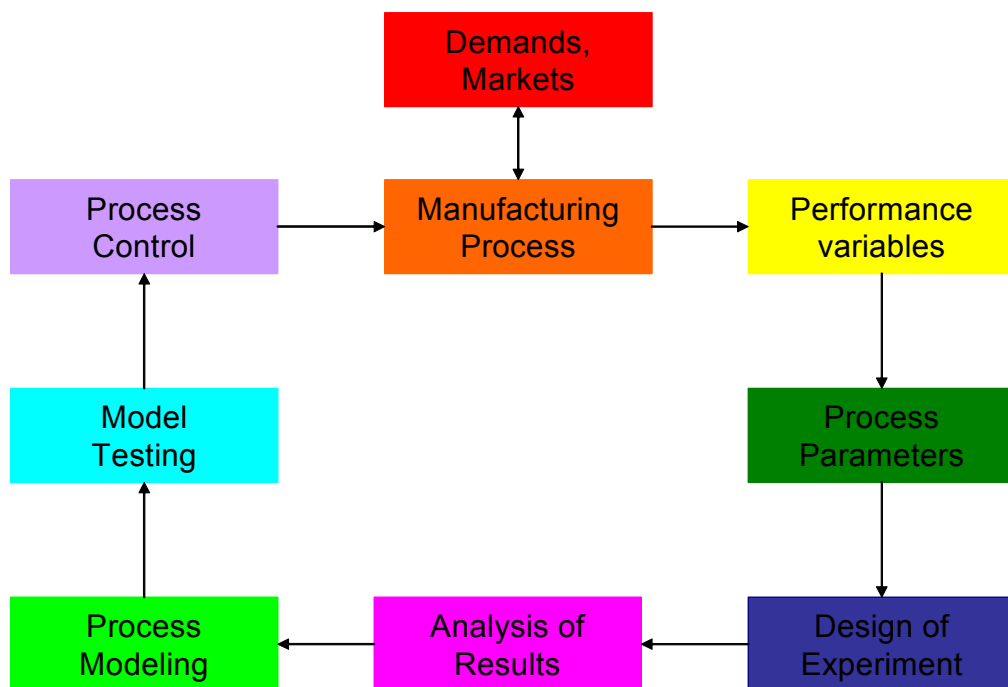 Demands,
Markets
Process
Control
Manufacturing
Process
Performance
variables
Model
Testing
Process
Parameters
Process
Modeling
Analysis of
Results
Design of
Experiment